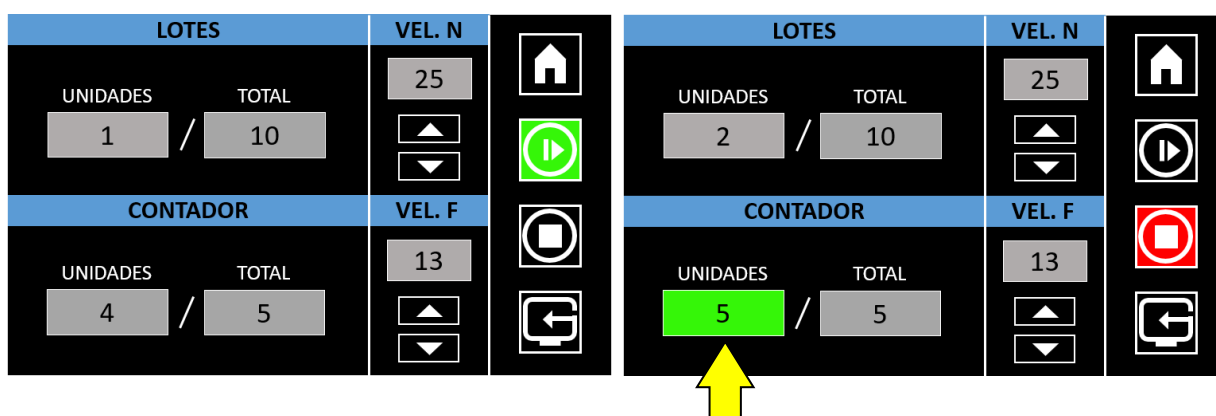 LOTES
VEL. N
UNIDADES TOTAL
1 / 10
25
CONTADOR
VEL. F
UNIDADES TOTAL
4 / 5
13
LOTES
VEL. N
UNIDADES TOTAL
2 / 10
25
CONTADOR
VEL. F
UNIDADES TOTAL
5 / 5
13